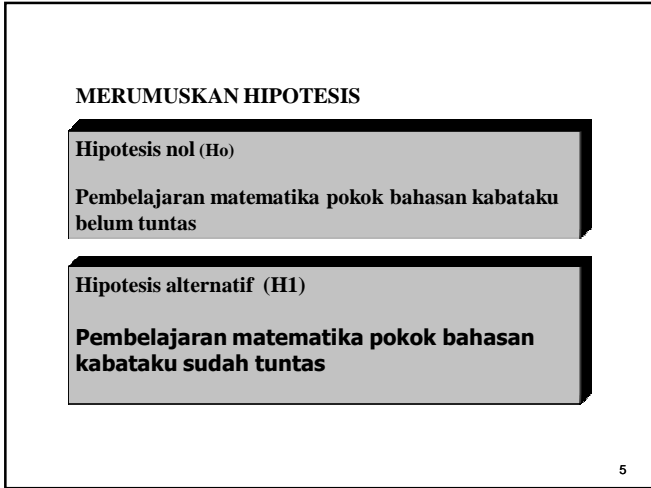 MERUMUSKAN HIPOTESIS
Hipotesis nol (Ho)
Pembelajaran matematika pokok bahasan kabataku
belum tuntas
Hipotesis alternatif (H1)
Pembelajaran matematika pokok bahasan
kabataku sudah tuntas
5